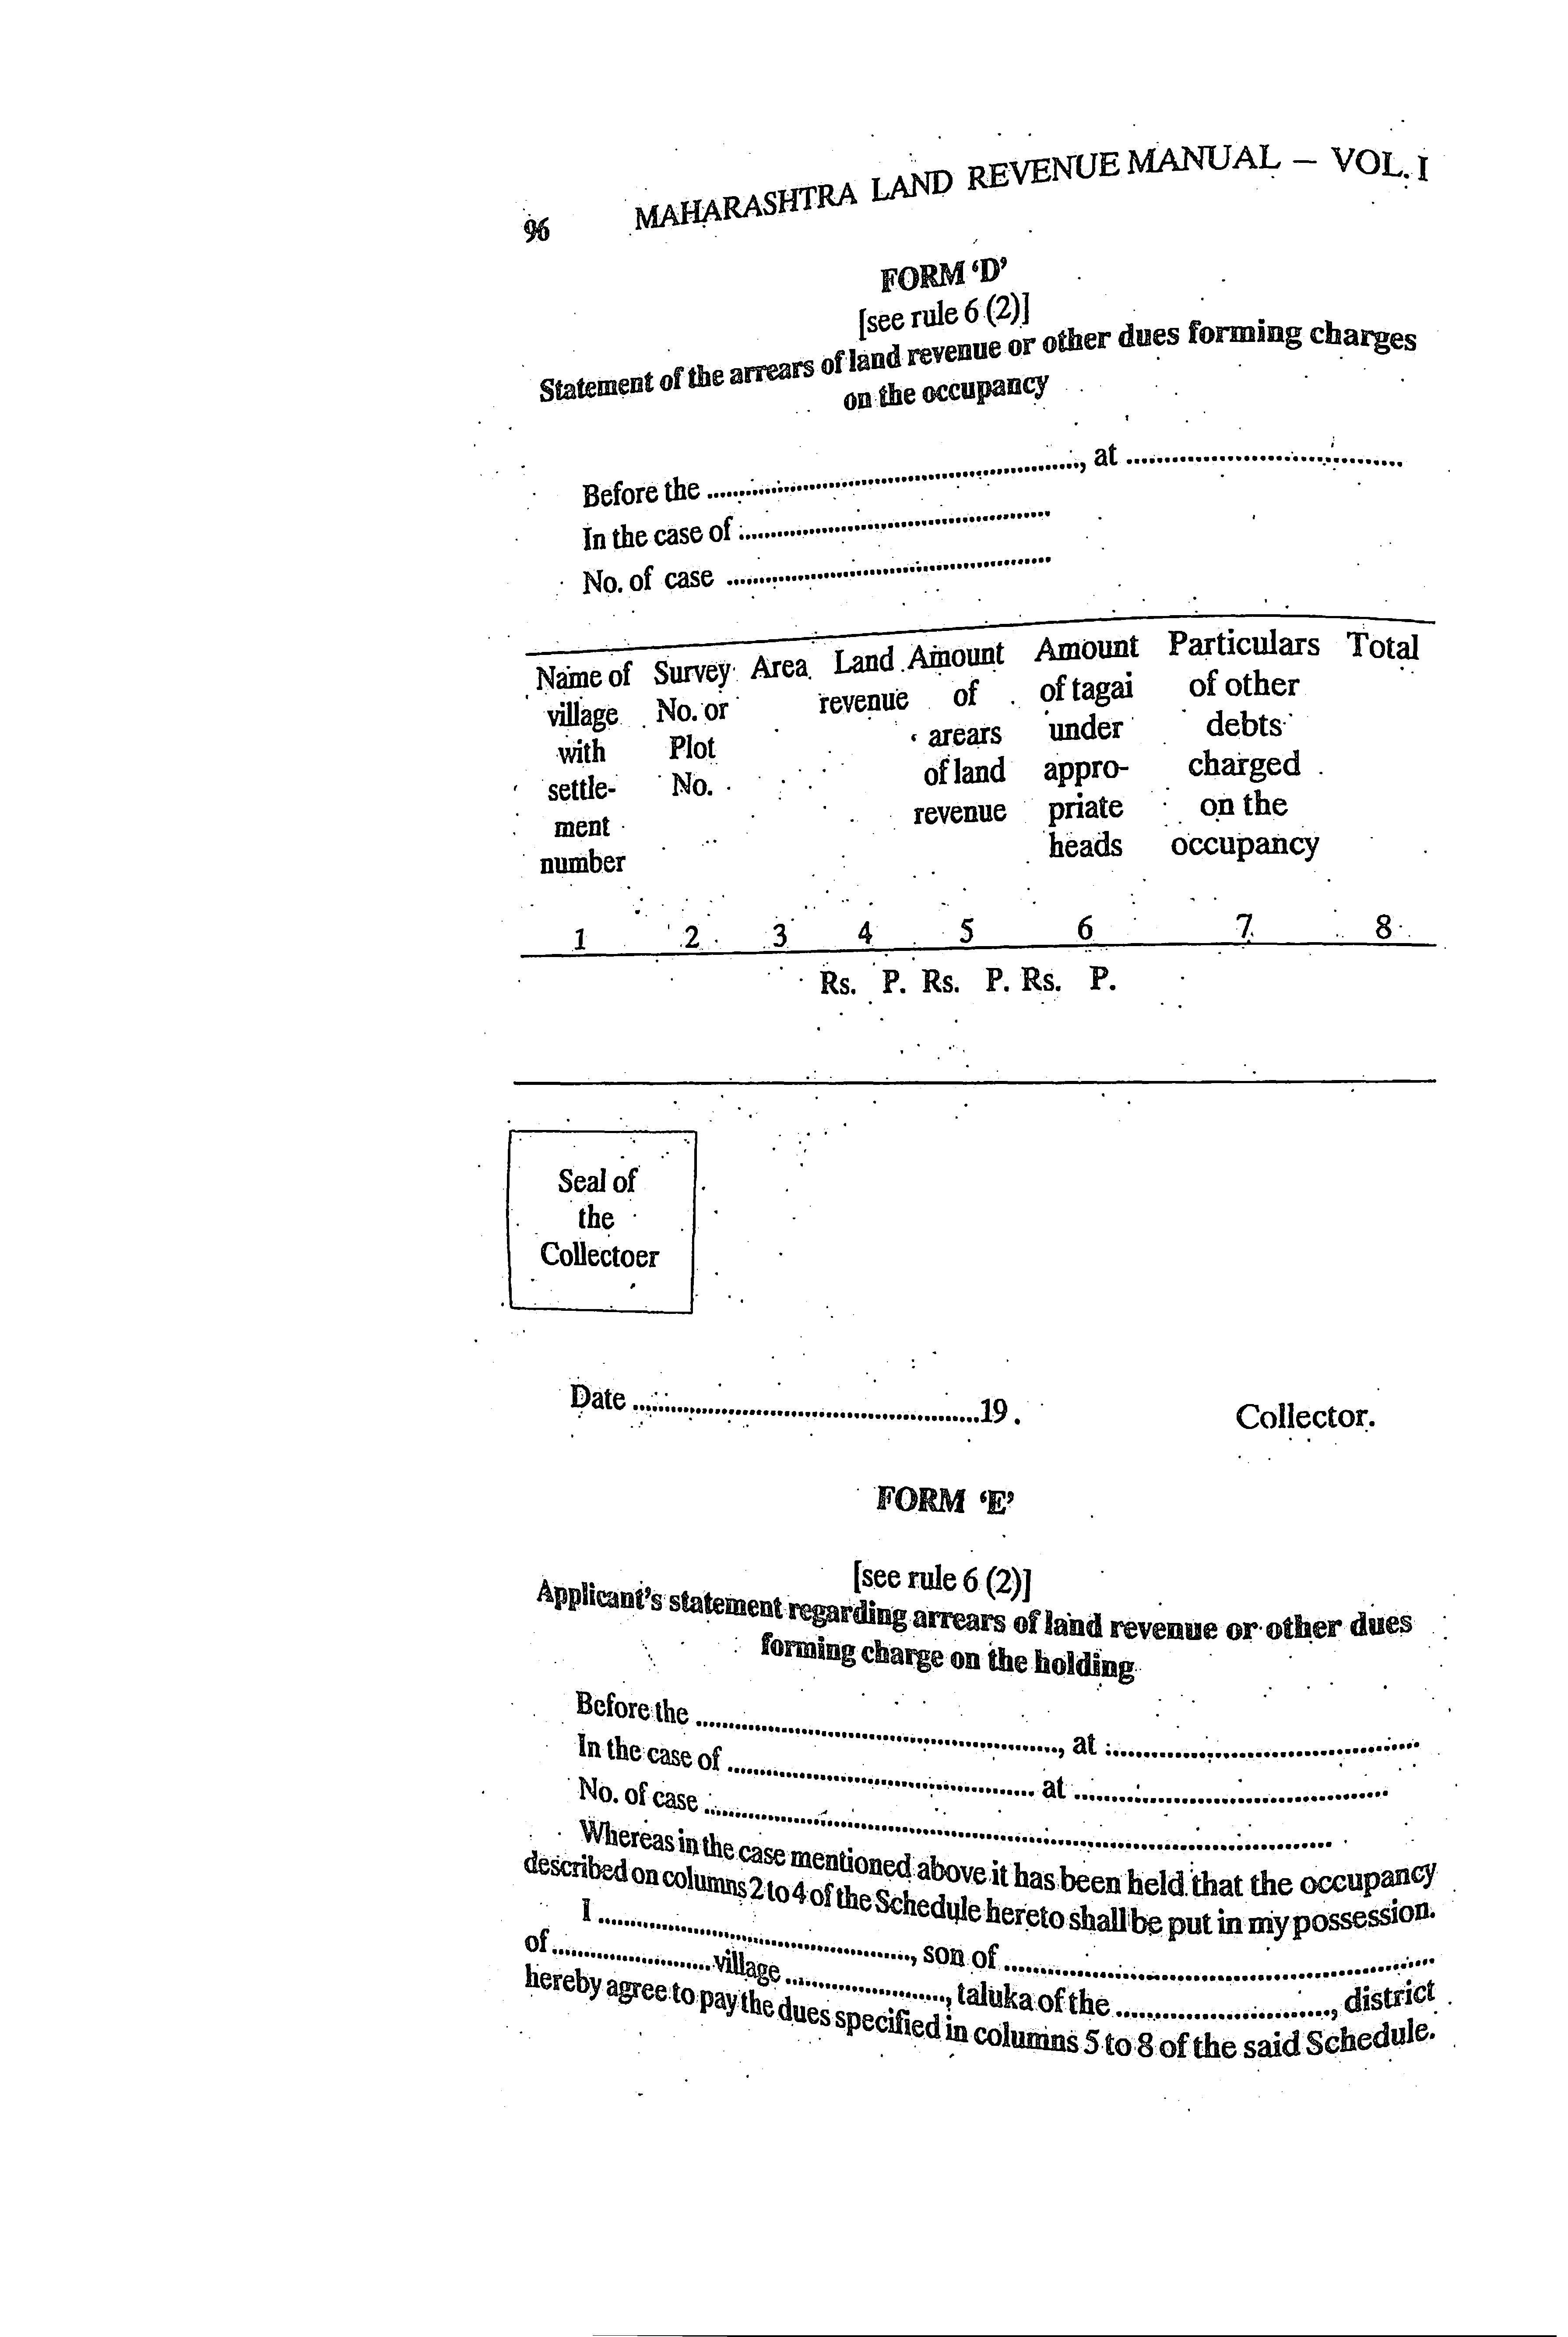 96 MAHARASHTRA LAND REVENUE MANUAL – VOL. I
FORM ‘D’
[see rule 6 (2)]
Statement of the arrears of land revenue or other dues forming charges
on the occupancy
Before the ................................................, at ....................................
In the case of ................................................
No. of case ................................................
Name of Survey Area Land Amount Amount Particulars Total
village No. or revenue of of tagai of other
with Plot arears under debts
settle- No. of land appro- charged
ment revenue priate on the
number heads occupancy
1 2 3 4 5 6 7 8
Rs. P. Rs. P. Rs. P.
Seal of
the
Collectoer
Date ................................................19 . Collector.
FORM ‘E’
[see rule 6 (2)]
Applicant’s statement regarding arrears of land revenue or other dues
forming charge on the holding
Before the ................................................, at ................................................
In the case of ................................................ at ................................................
No. of case ................................................................................
Whereas in the case mentioned above it has been held that the occupancy
described on columns 2 to 4 of the Schedule hereto shall be put in my possession.
I ................................................, son of ................................................
of........................village ........................, taluka of the ................................, district
hereby agree to pay the dues specified in columns 5 to 8 of the said Schedule.